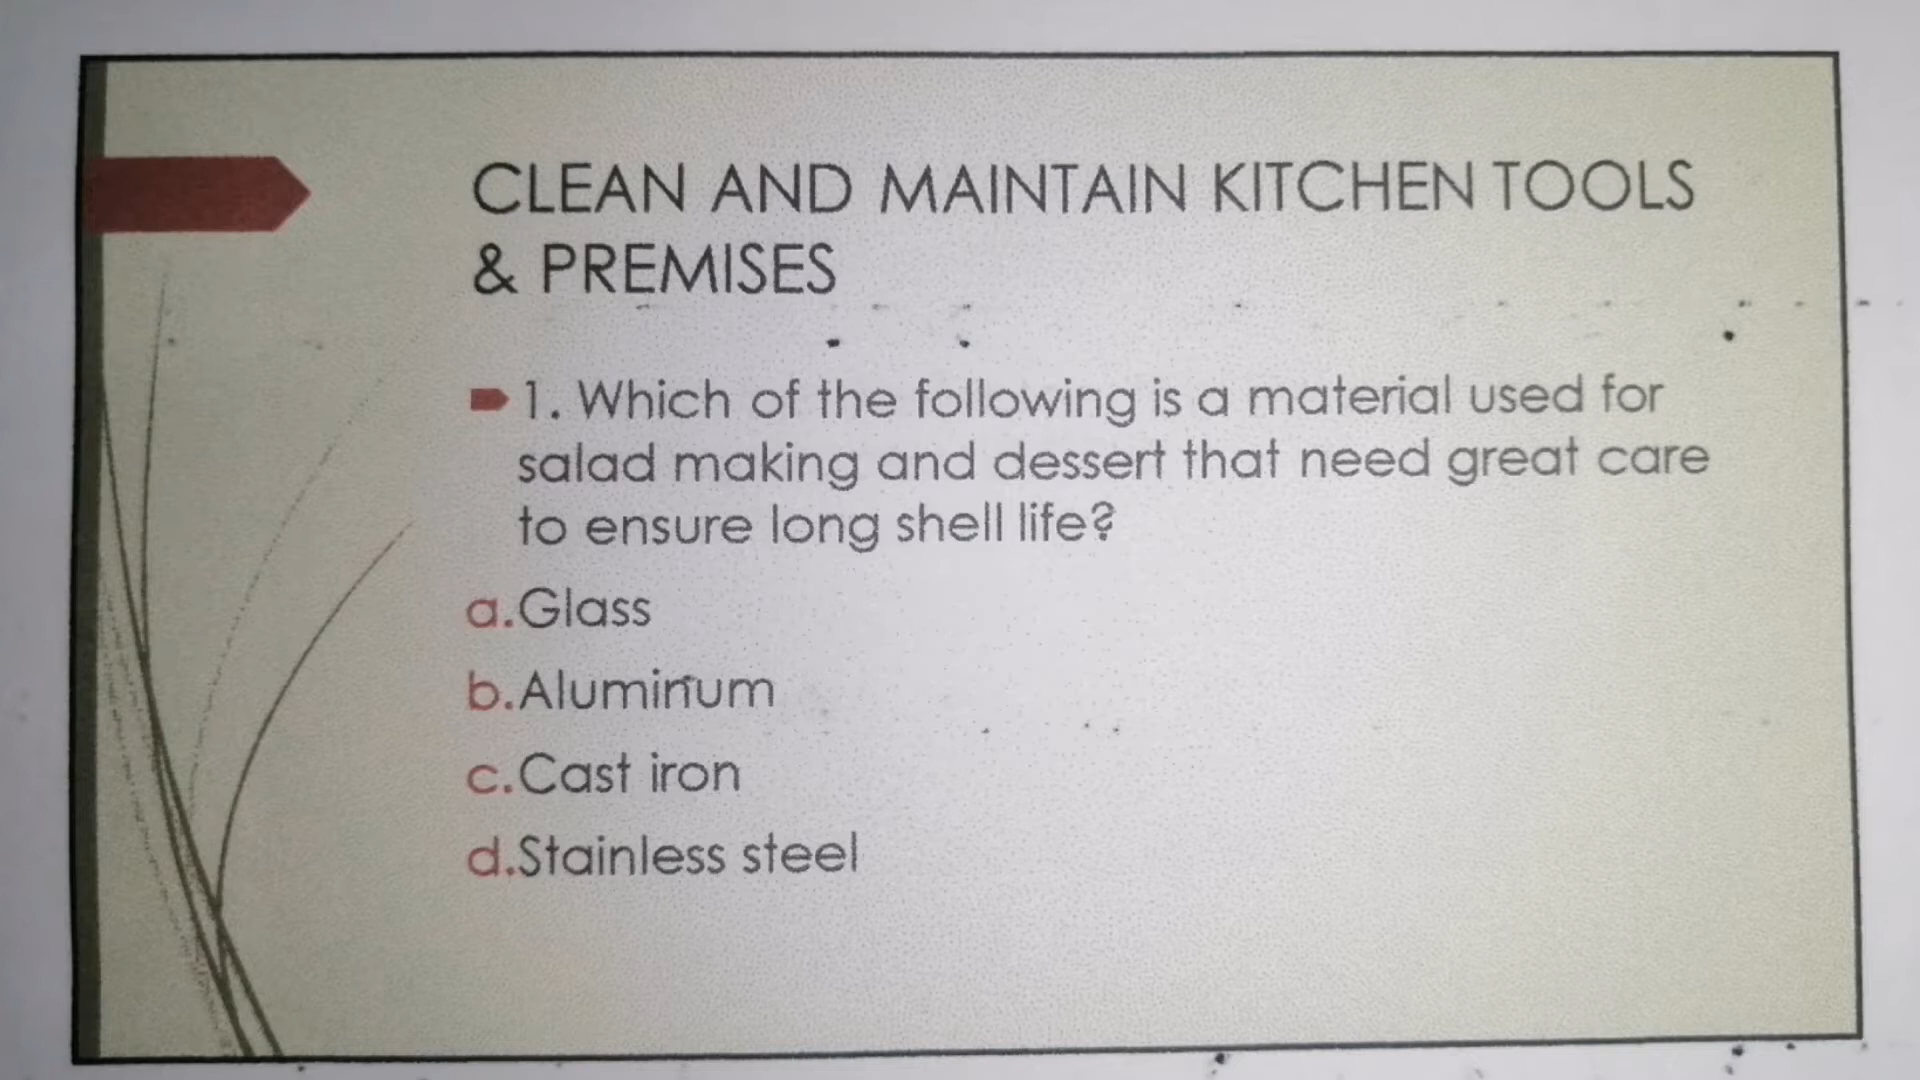 CLEAN AND MAINTAIN KITCHEN TOOLS
& PREMISES
1. Which of the following is a material used for
salad making and dessert that need great care
to ensure long shell life?
a.Glass
b.Aluminum
c.Cast iron
d.Stainless steel